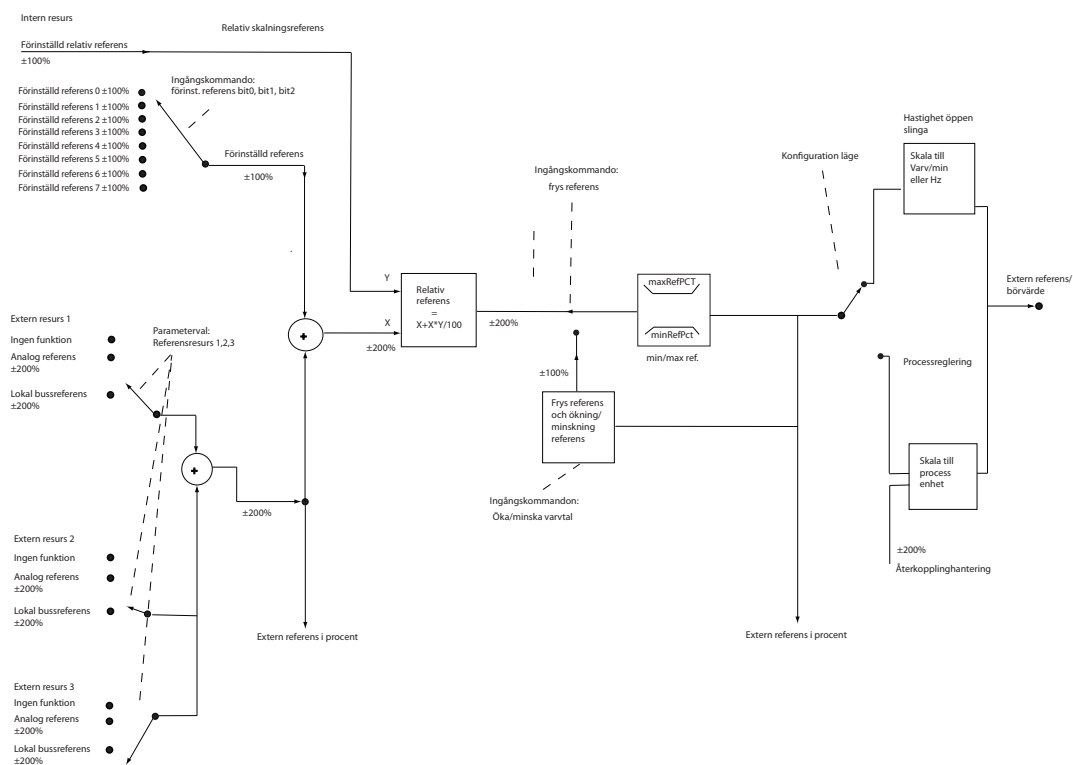 Intern resurs
Relativ skalningsreferens
Förinställd relativ referens
±100%
Ingångskommando:
förinst. referens bit0, bit1, bit2
Förinställd referens 0 ±100%
Förinställd referens 1 ±100%
Förinställd referens 2 ±100%
Förinställd referens 3 ±100%
Förinställd referens 4 ±100%
Förinställd referens 5 ±100%
Förinställd referens 6 ±100%
Förinställd referens 7 ±100%
Förinställd referens
±100%
Ingångskommando:
frys referens
Konfiguration läge
Hastighet öppen
slinga
Skala till
Varv/min
eller Hz
Y
X
±200%
Relativ
referens
=
X+X*Y/100
±200%
maxRefPCT
minRefPct
min/max ref.
Extern referens/
börvärde
Extern resurs 1
Ingen funktion
Analog referens
±200%
Lokal bussreferens
±200%
Parameterval:
Referensresurs 1,2,3
+
+
±200%
±100%
Frys referens
och ökning/
minskning
referens
Ingångskommandon:
Öka/minska varvtal
Processreglering
Skala till
process
enhet
±200%
Återkopplinghantering
Extern resurs 2
Ingen funktion
Analog referens
±200%
Lokal bussreferens
±200%
Extern referens i procent
Extern referens i procent
Extern resurs 3
Ingen funktion
Analog referens
±200%
Lokal bussreferens
±200%